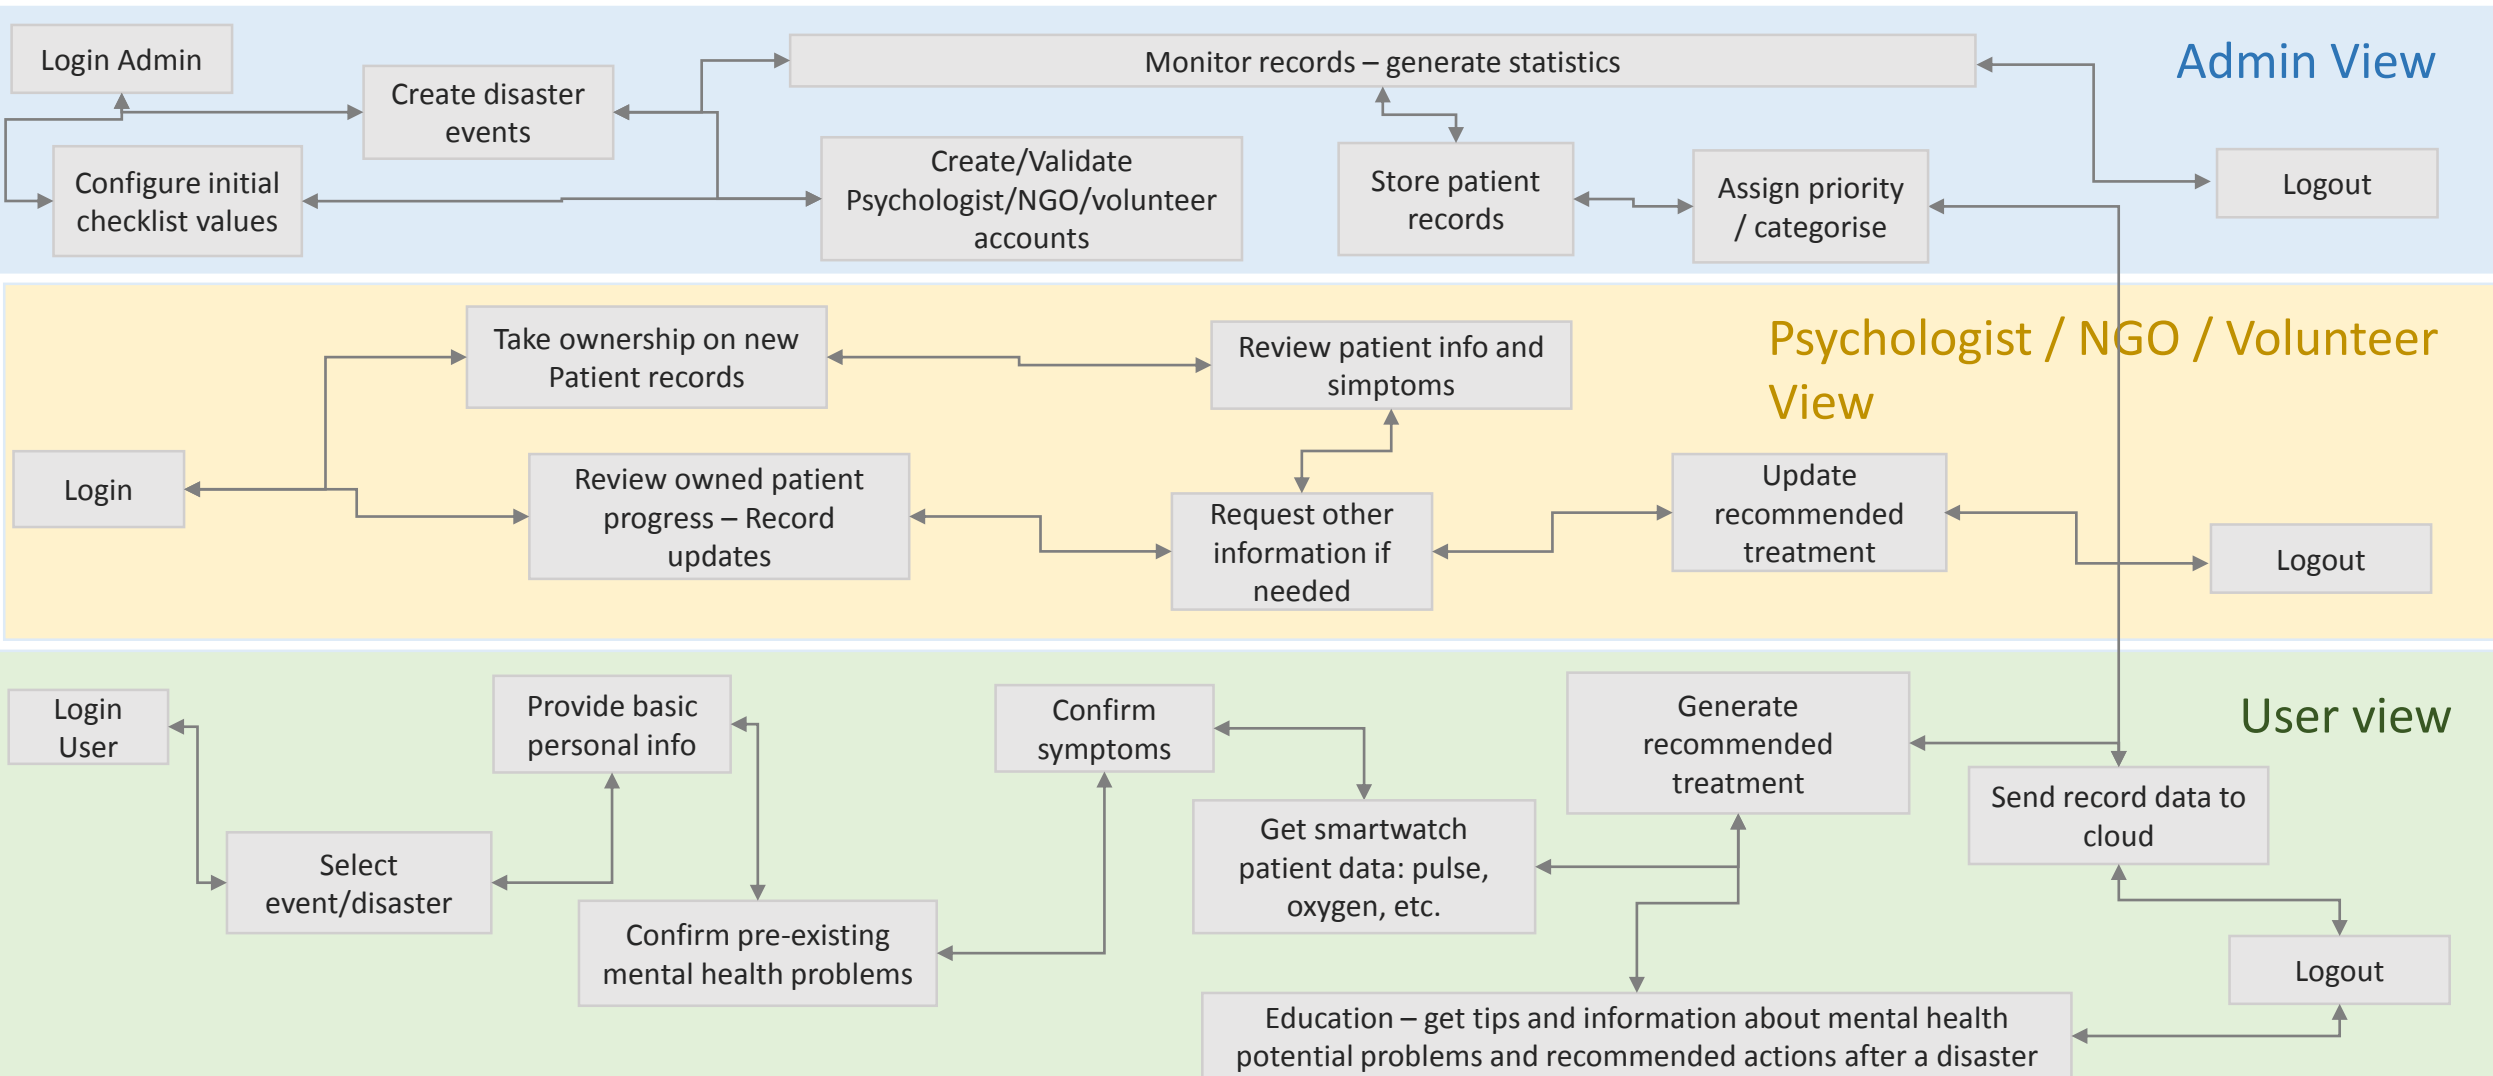 Login Admin
Create disaster
events
Monitor records – generate statistics
Admin View
Configure initial
checklist values
Create/Validate
Psychologist/NGO/volunteer
accounts
Store patient
records
Assign priority
/ categorise
Logout
Psychologist / NGO / Volunteer
View
Take ownership on new
Patient records
Review patient info and
simptoms
Login
Review owned patient
progress – Record
updates
Request other
information if
needed
Update
recommended
treatment
Logout
User view
Login
User
Provide basic
personal info
Confirm
symptoms
Generate
recommended
treatment
Select
event/disaster
Get smartwatch
patient data: pulse,
oxygen, etc.
Send record data to
cloud
Confirm pre-existing
mental health problems
Logout
Education – get tips and information about mental health
potential problems and recommended actions after a disaster